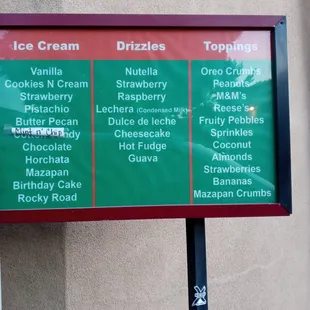 Ice Cream
Vanilla
Cookies N Cream
Strawberry
Pistachio
Butter Pecan
Chocolate
Horchata
Mazapan
Birthday Cake
Rocky Road
Drizzles
Nutella
Strawberry
Raspberry
Lechera (Condensed Milk)
Dulce de leche
Cheesecake
Hot Fudge
Guava
Toppings
Oreo Crumbs
Peanuts
M&M's
Reese's
Fruity Pebbles
Sprinkles
Coconut
Almonds
Strawberries
Bananas
Mazapan Crumbs